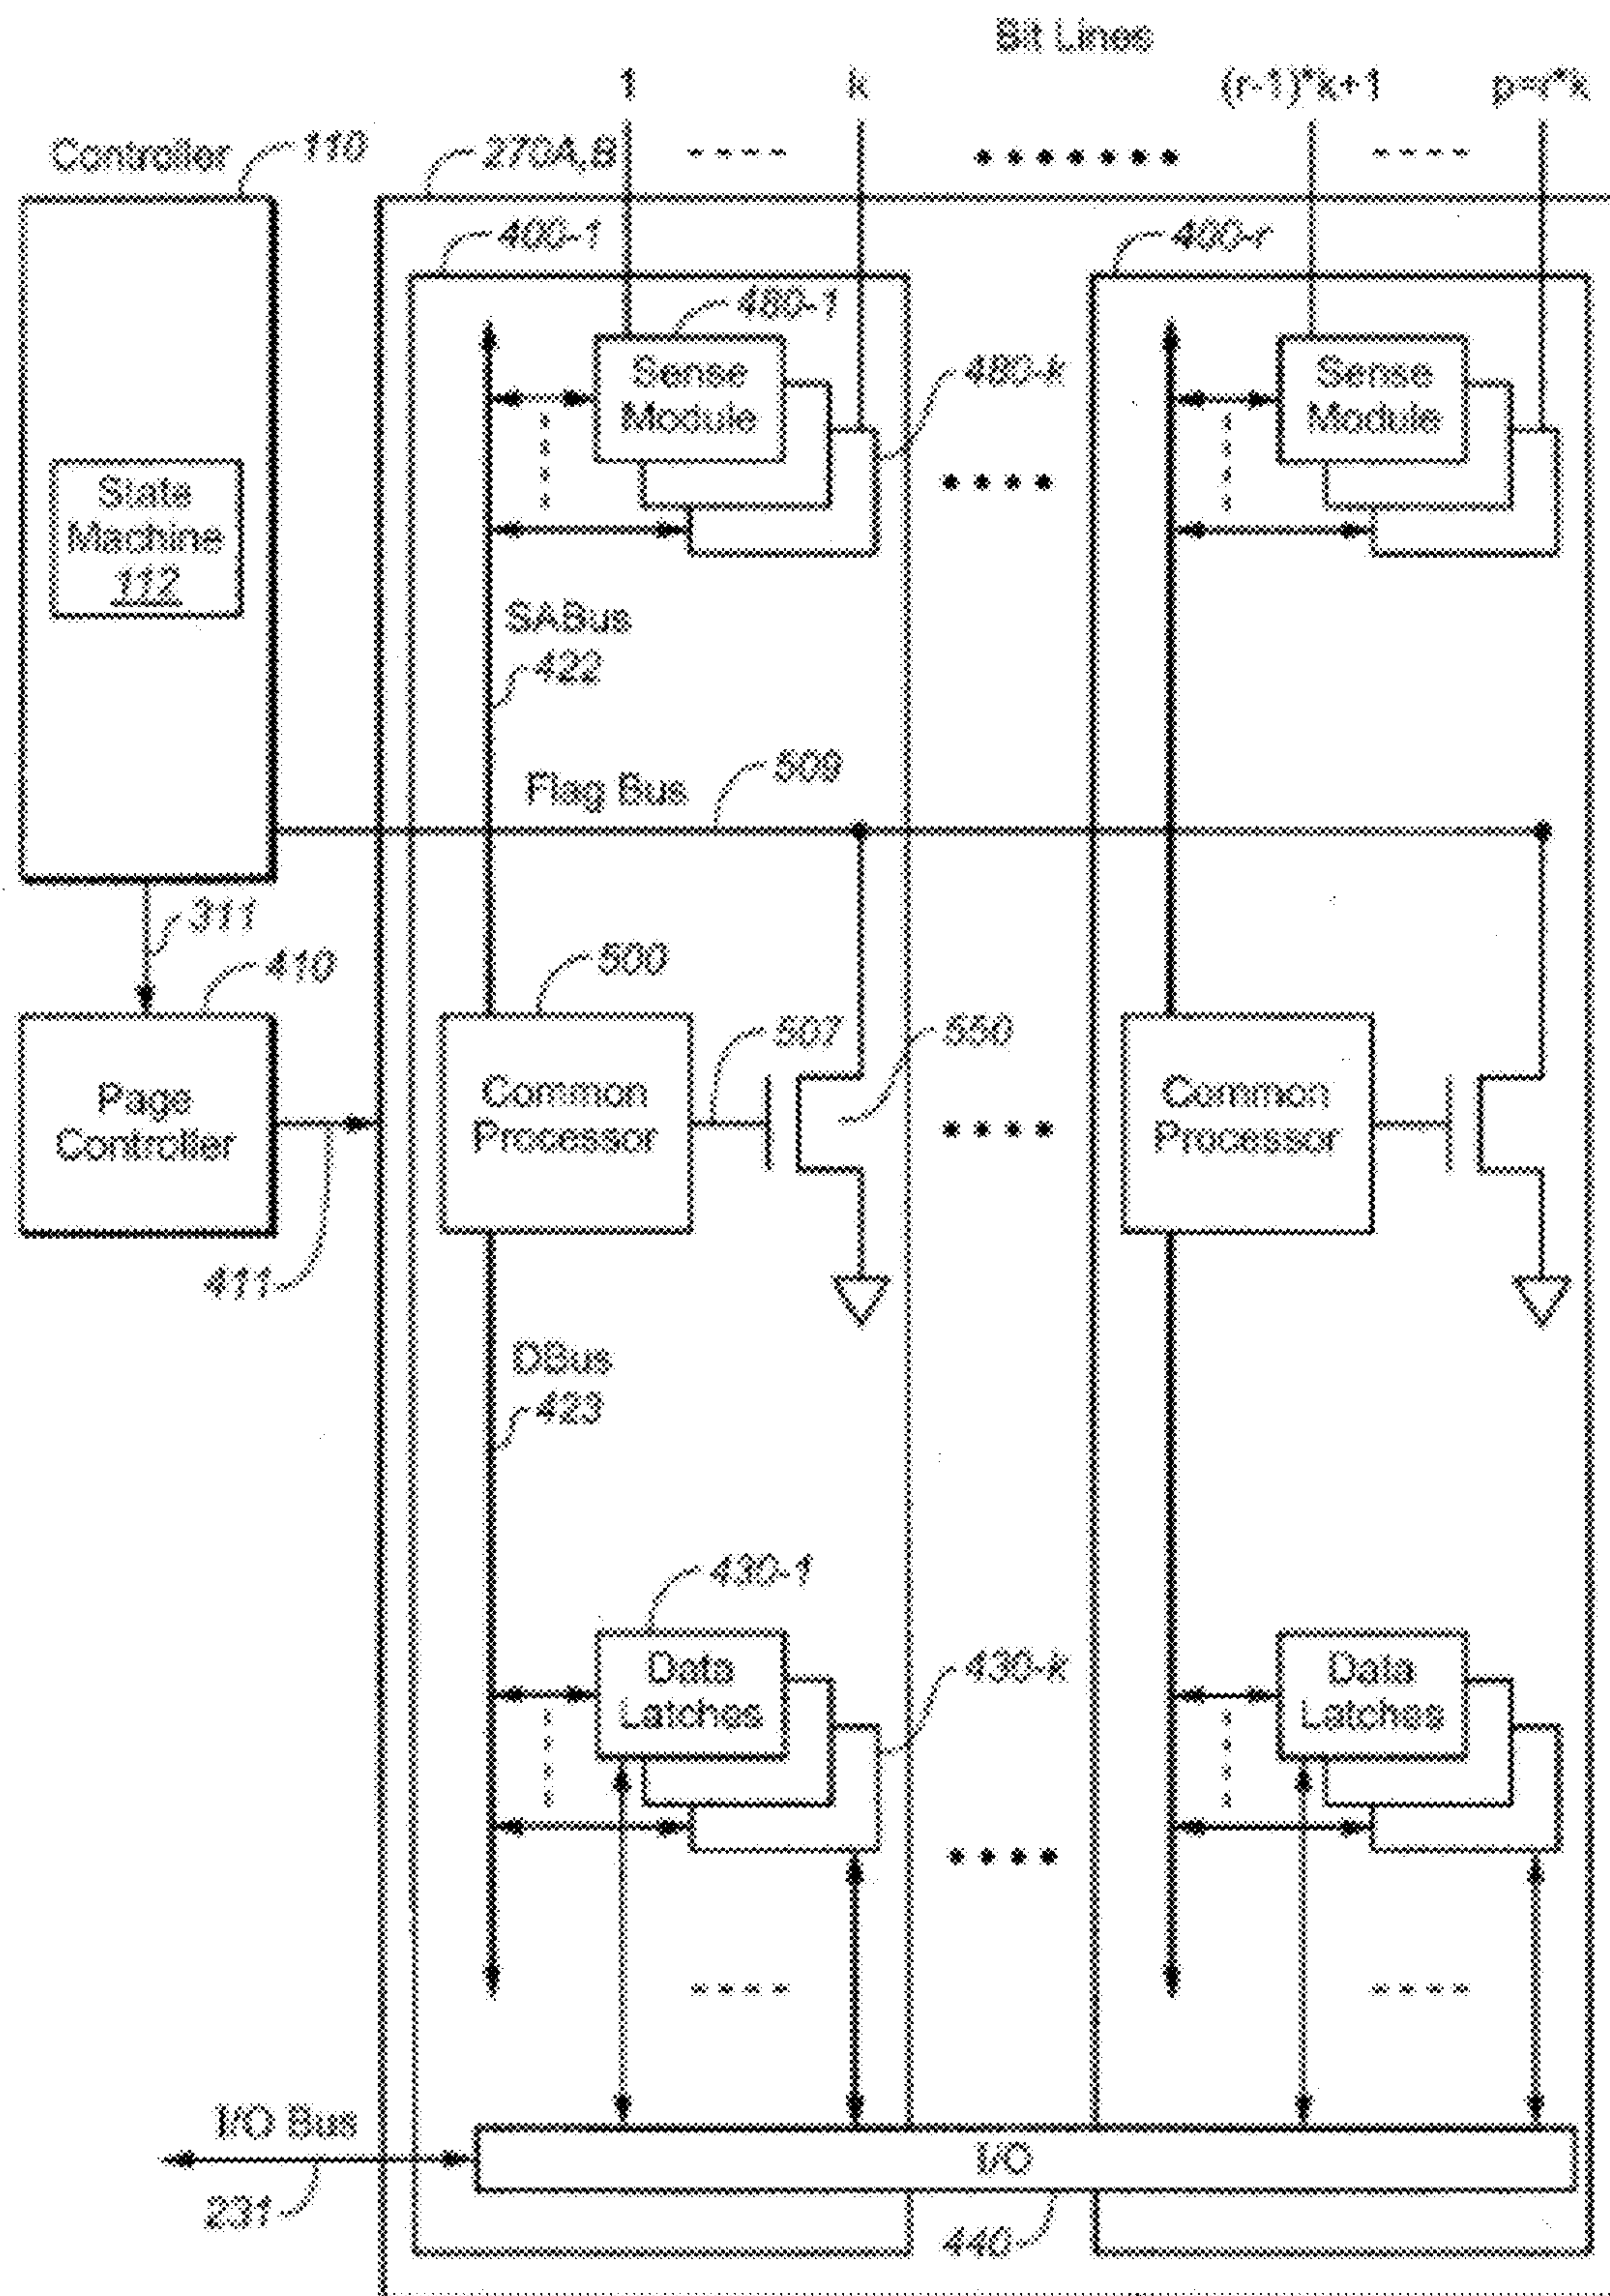 Bit Lines
1
k
(r-1)*k+1
p=r*k
Controller
110
270A,B
400-1
400-r
480-1
Sense
Module
480-k
Sense
Module
State
Machine
112
SABus
422
Flag Bus
509
311
410
500
507
550
Page
Controller
Common
Processor
Common
Processor
411
DBus
423
430-1
Data
Latches
430-k
Data
Latches
I/O Bus
231
I/O
440